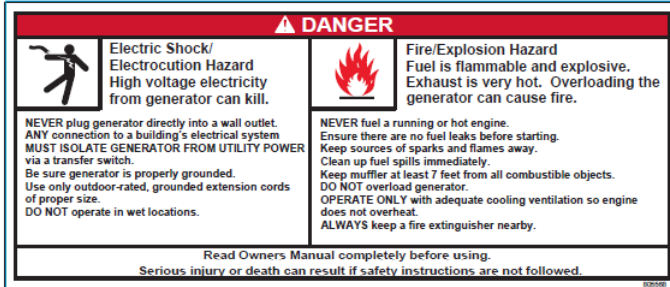 DANGER
Electric Shock/
Electrocution Hazard
High voltage electricity
from generator can kill.
NEVER plug generator directly into a wall outlet.
ANY connection to a building's electrical system
MUST ISOLATE GENERATOR FROM UTILITY POWER
via a transfer switch.
Be sure generator is properly grounded.
Use only outdoor-rated, grounded extension cords
of proper size.
DO NOT operate in wet locations.
Fire/Explosion Hazard
Fuel is flammable and explosive.
Exhaust is very hot. Overloading the
generator can cause fire.
NEVER fuel a running or hot engine.
Ensure there are no fuel leaks before starting.
Keep sources of sparks and flames away.
Clean up fuel spills immediately.
Keep muffler at least 7 feet from all combustible objects.
DO NOT overload generator.
OPERATE ONLY with adequate cooling ventilation so engine
does not overheat.
ALWAYS keep a fire extinguisher nearby.
Read Owners Manual completely before using.
Serious injury or death can result if safety instructions are not followed.